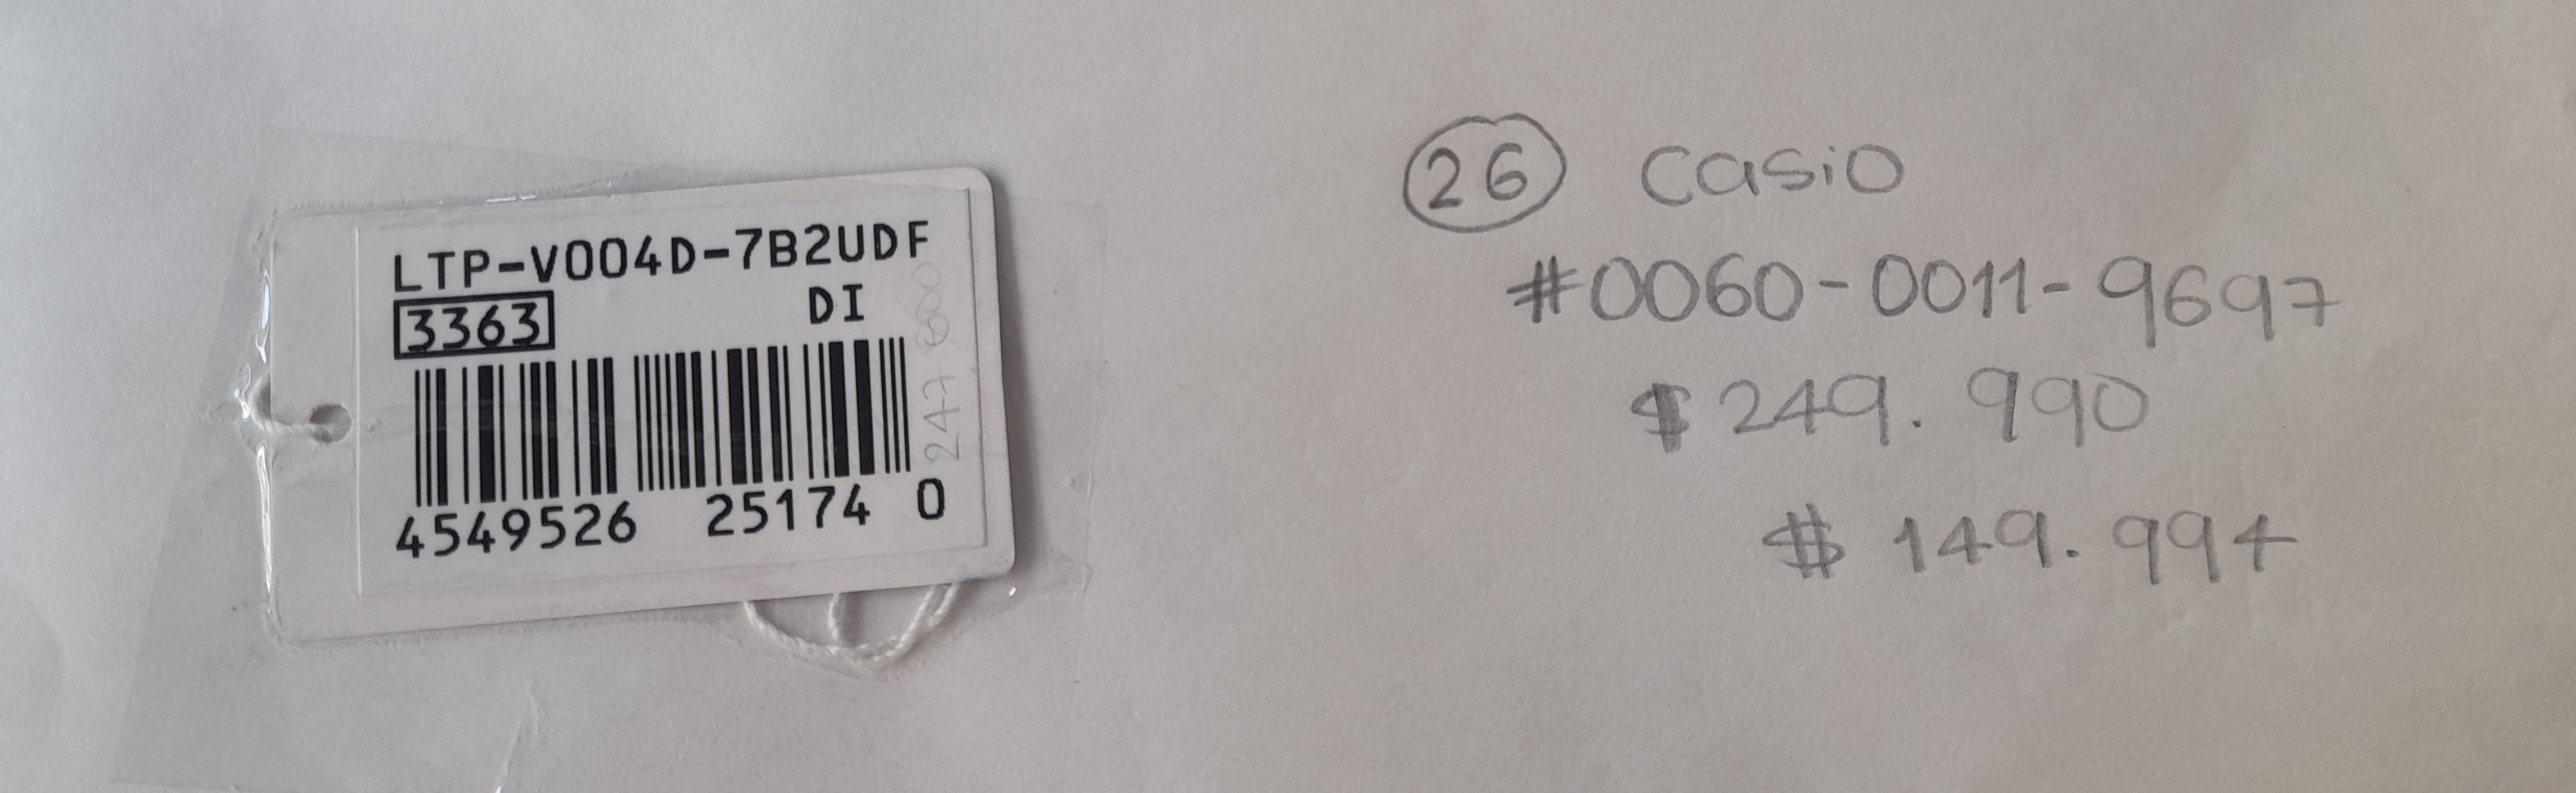 LTP-V004D-7B2UDF
3363 DI
4549526 25174 0
26 Casio
#0060-0011-9697
$ 249.990
$ 149.994